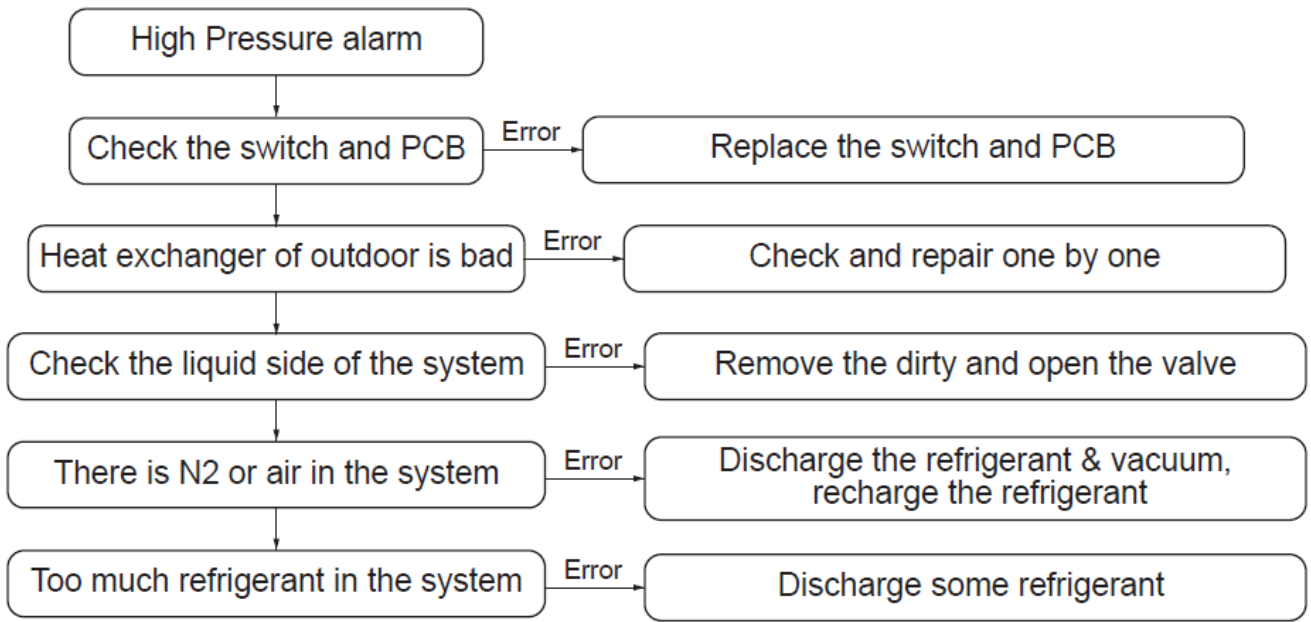 High Pressure alarm
Check the switch and PCB
Error
Replace the switch and PCB
Heat exchanger of outdoor is bad
Error
Check and repair one by one
Check the liquid side of the system
Error
Remove the dirty and open the valve
There is N2 or air in the system
Error
Discharge the refrigerant & vacuum,
recharge the refrigerant
Too much refrigerant in the system
Error
Discharge some refrigerant